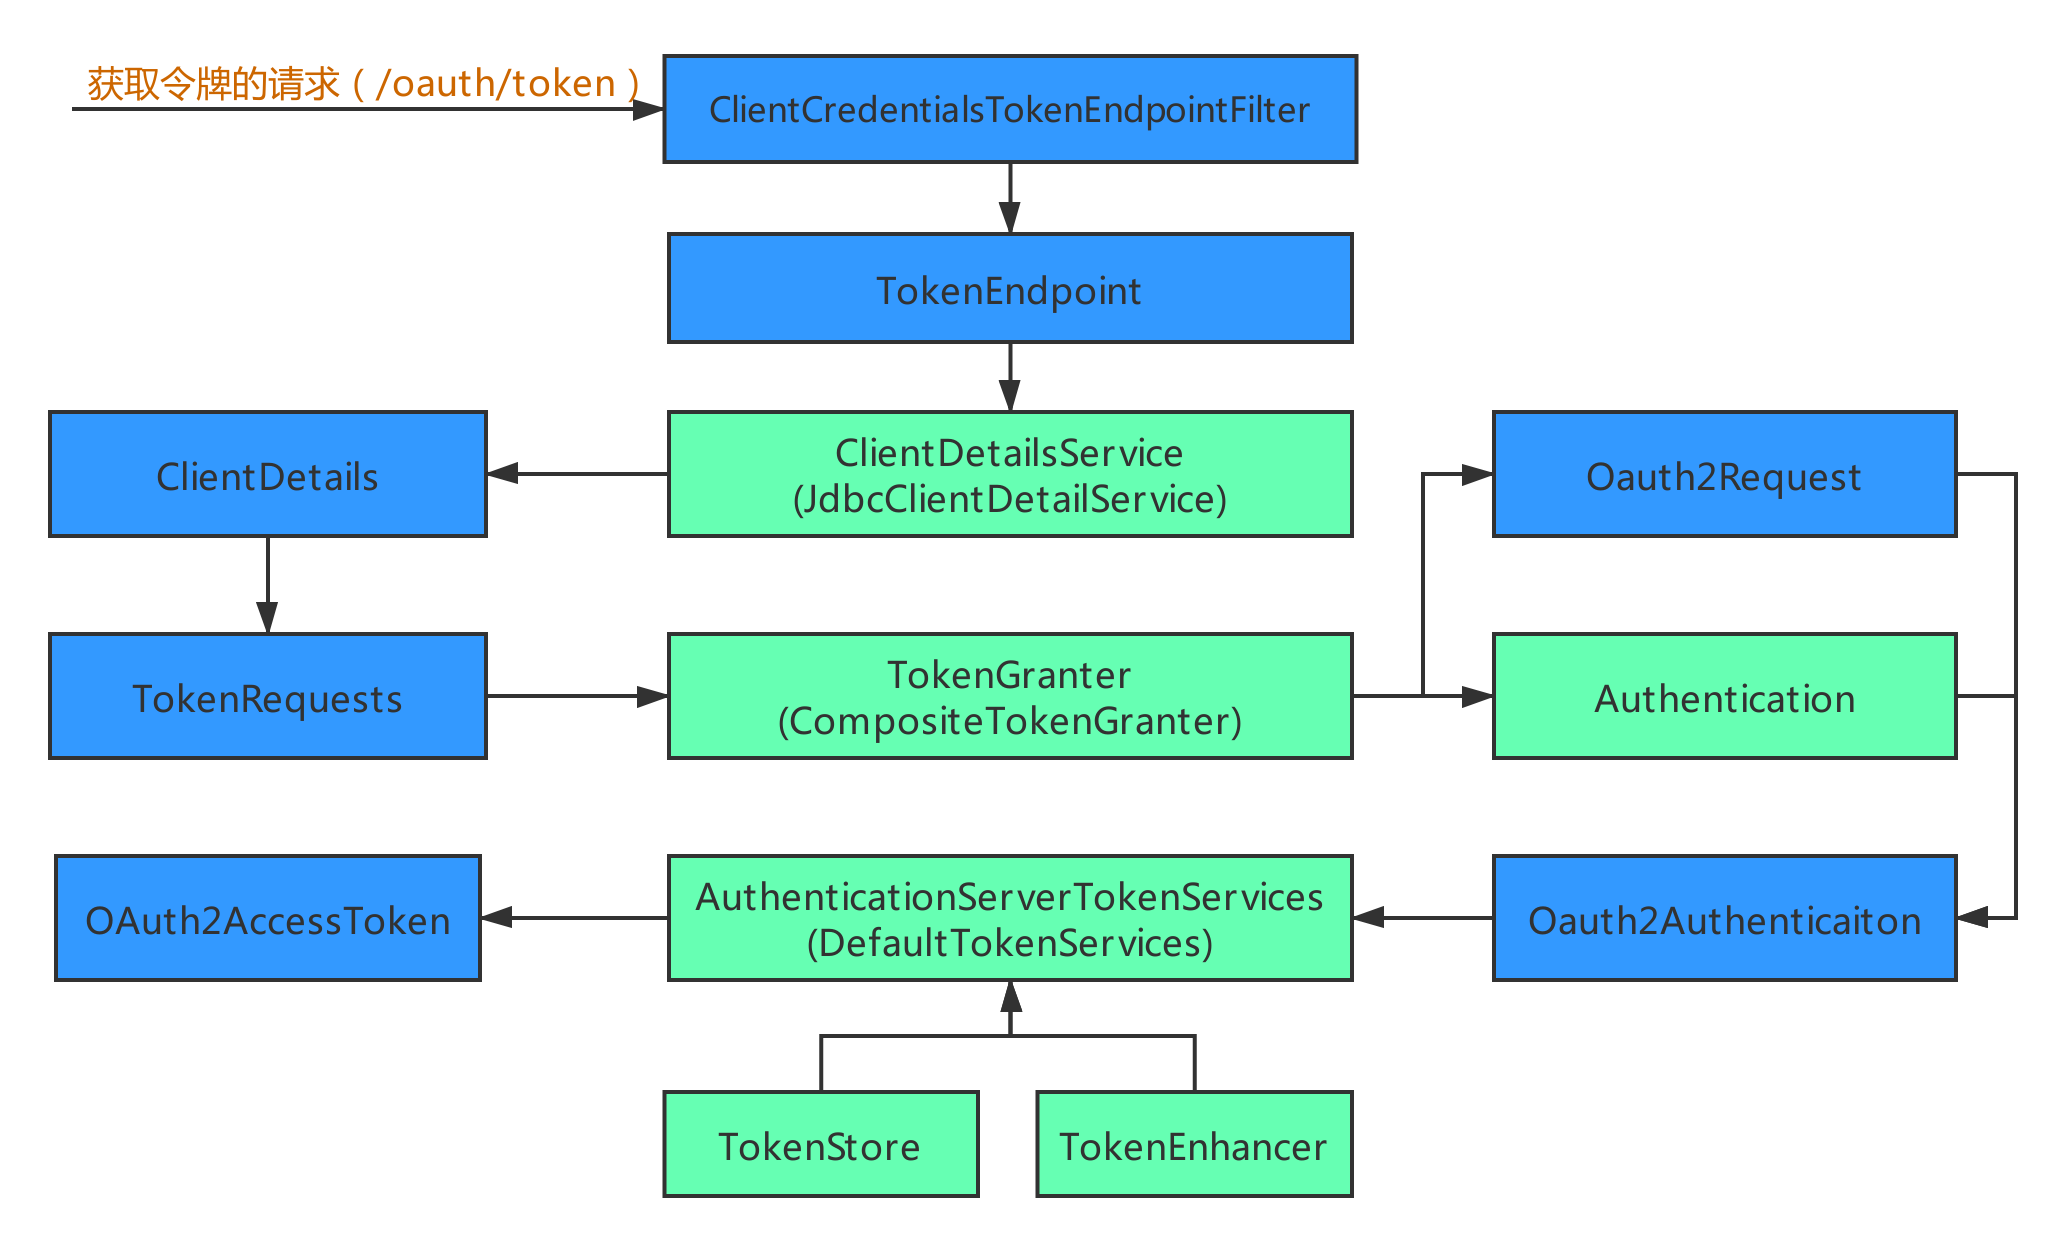 获取令牌的请求（/oauth/token）
ClientCredentialsTokenEndpointFilter
TokenEndpoint
ClientDetails
ClientDetailsService
(JdbcClientDetailService)
Oauth2Request
TokenRequests
TokenGranter
(CompositeTokenGranter)
Authentication
OAuth2AccessToken
AuthenticationServerTokenServices
(DefaultTokenServices)
Oauth2Authenticaiton
TokenStore
TokenEnhancer